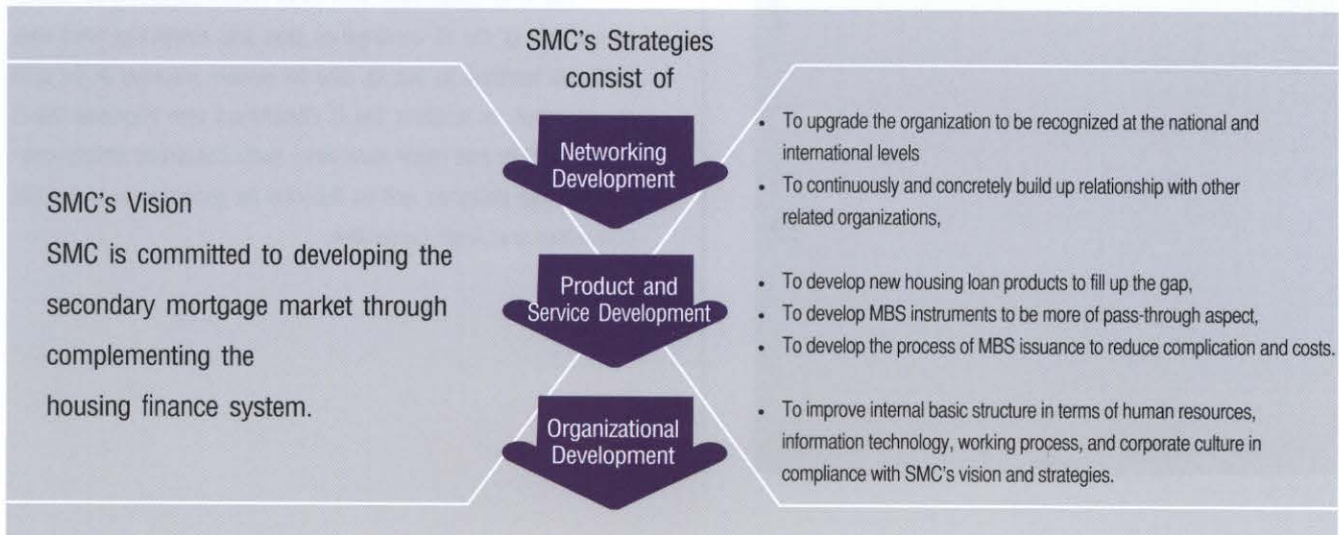 SMC's Strategies
consist of
SMC's Vision
SMC is committed to developing the
secondary mortgage market through
complementing the
housing finance system.
Networking
Development
• To upgrade the organization to be recognized at the national and
international levels
• To continuously and concretely build up relationship with other
related organizations,
Product and
Service Development
• To develop new housing loan products to fill up the gap,
• To develop MBS instruments to be more of pass-through aspect,
• To develop the process of MBS issuance to reduce complication and costs.
Organizational
Development
• To improve internal basic structure in terms of human resources,
information technology, working process, and corporate culture in
compliance with SMC's vision and strategies.